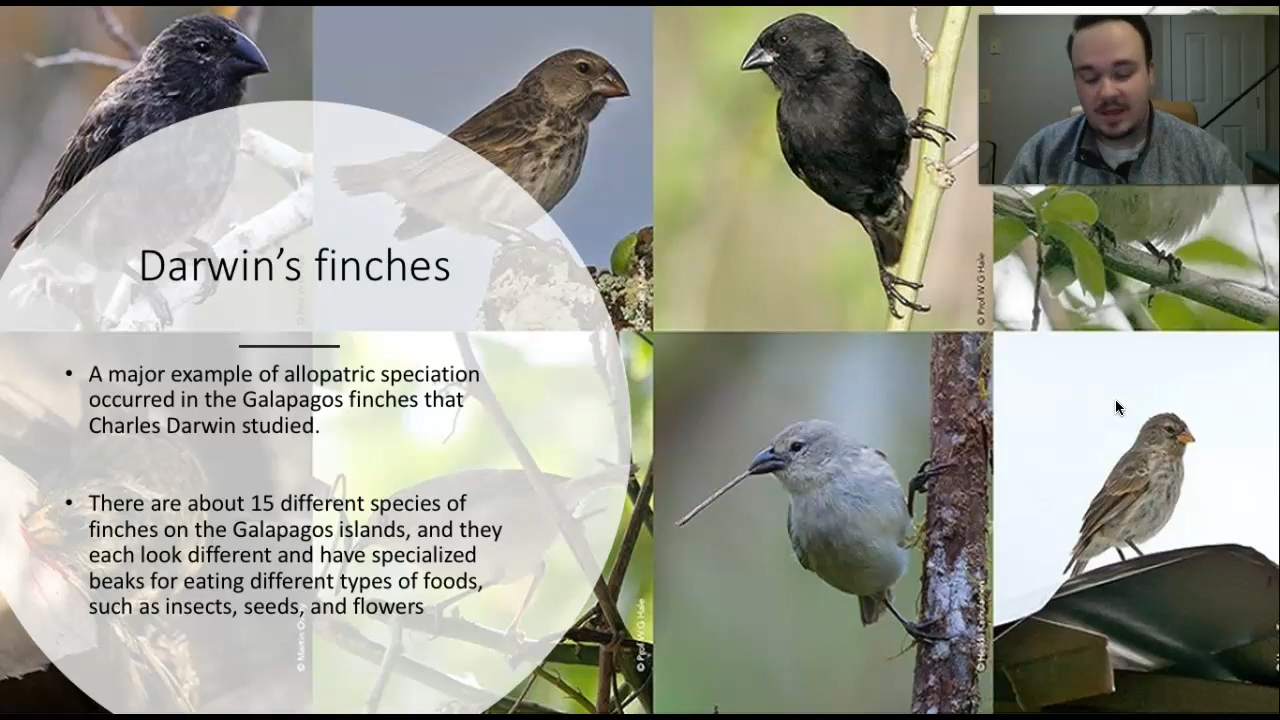 Darwin’s finches
• A major example of allopatric speciation
occurred in the Galapagos finches that
Charles Darwin studied.
• There are about 15 different species of
finches on the Galapagos islands, and they
each look different and have specialized
beaks for eating different types of foods,
such as insects, seeds, and flowers
© Prof W G Hale
© Prof W G Hale